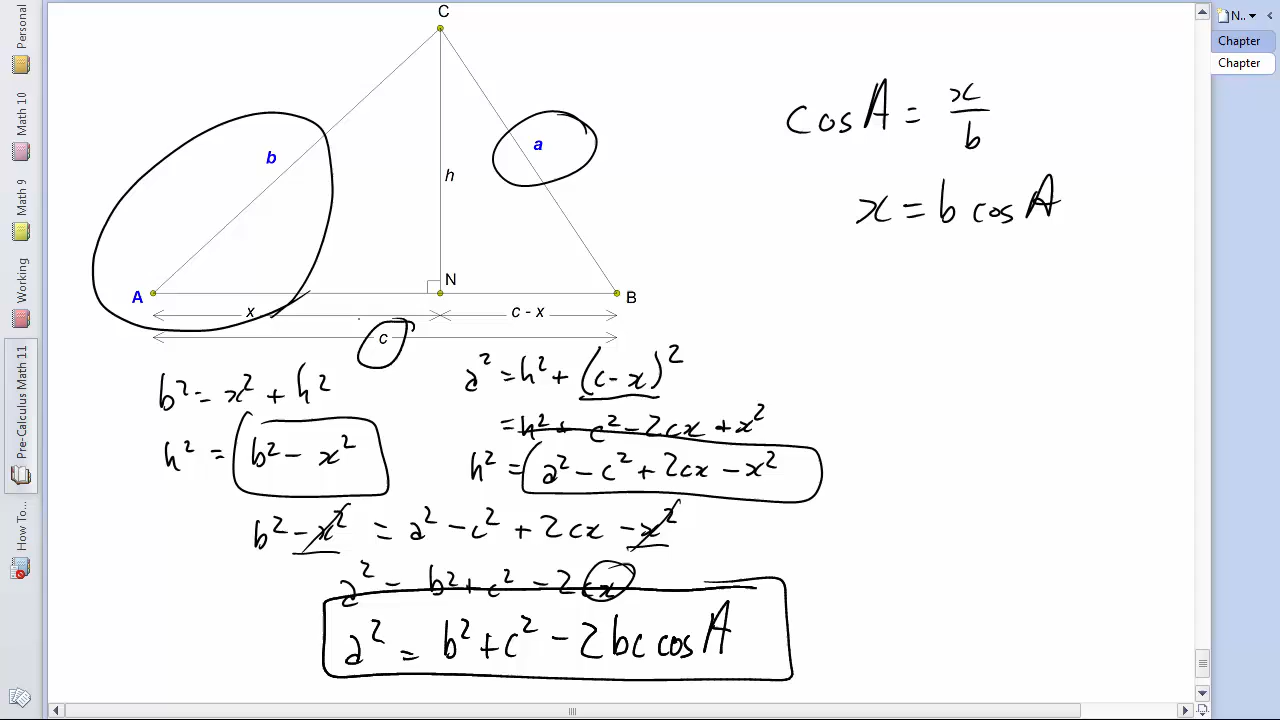 Personal
Math 10
Math 9
Working
Pre-Calculus Math 11
How To...
N..
Chapter
Chapter
C
b
a
h
A
N
B
x
c - x
c
cos A = x/b
x = b cos A
b² = x² + h²
h² = b² - x²
a² = h² + (c - x)²
= h² + c² - 2cx + x²
h² = a² - c² + 2cx - x²
b² - x² = a² - c² + 2cx - x²
a² = b² + c² - 2cx
a² = b² + c² - 2bc cos A